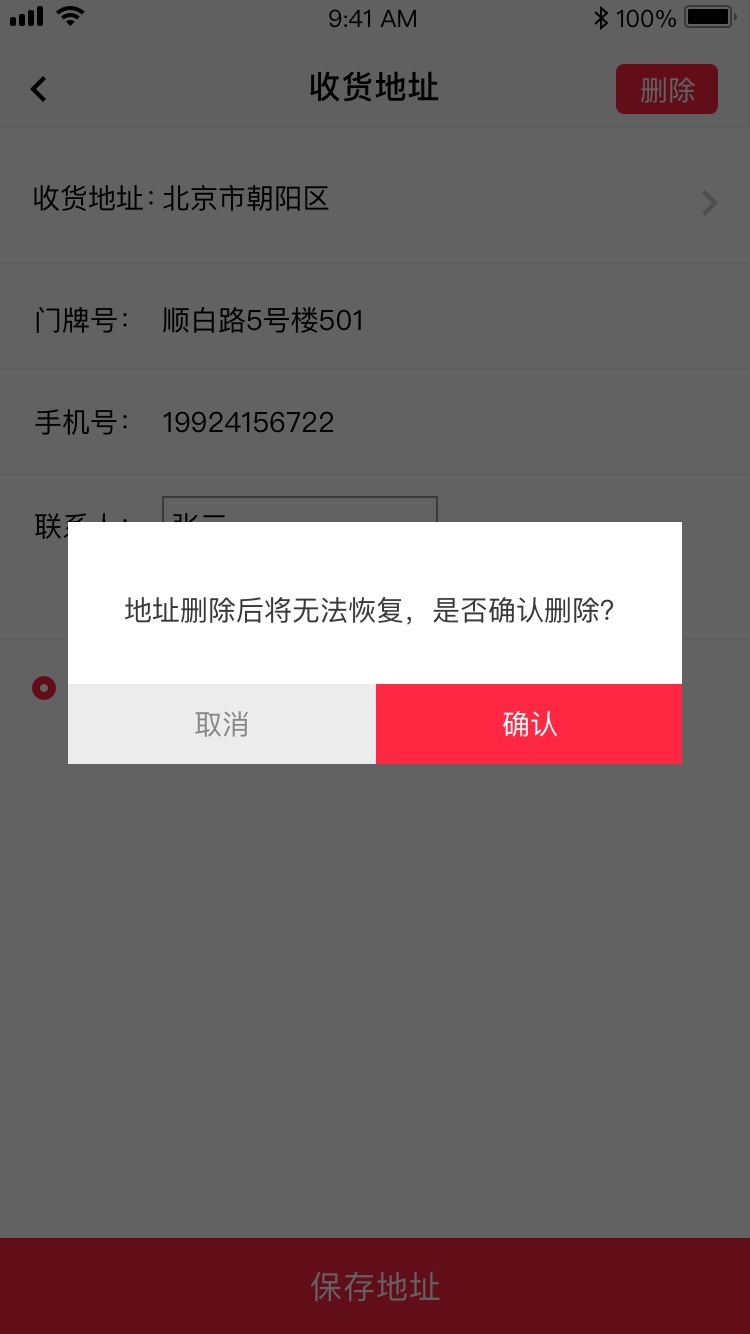 9:41 AM
100%
收货地址
删除
收货地址：北京市朝阳区
门牌号： 顺白路5号楼501
手机号： 19924156722
联系人：
地址删除后将无法恢复，是否确认删除？
取消
确认
保存地址